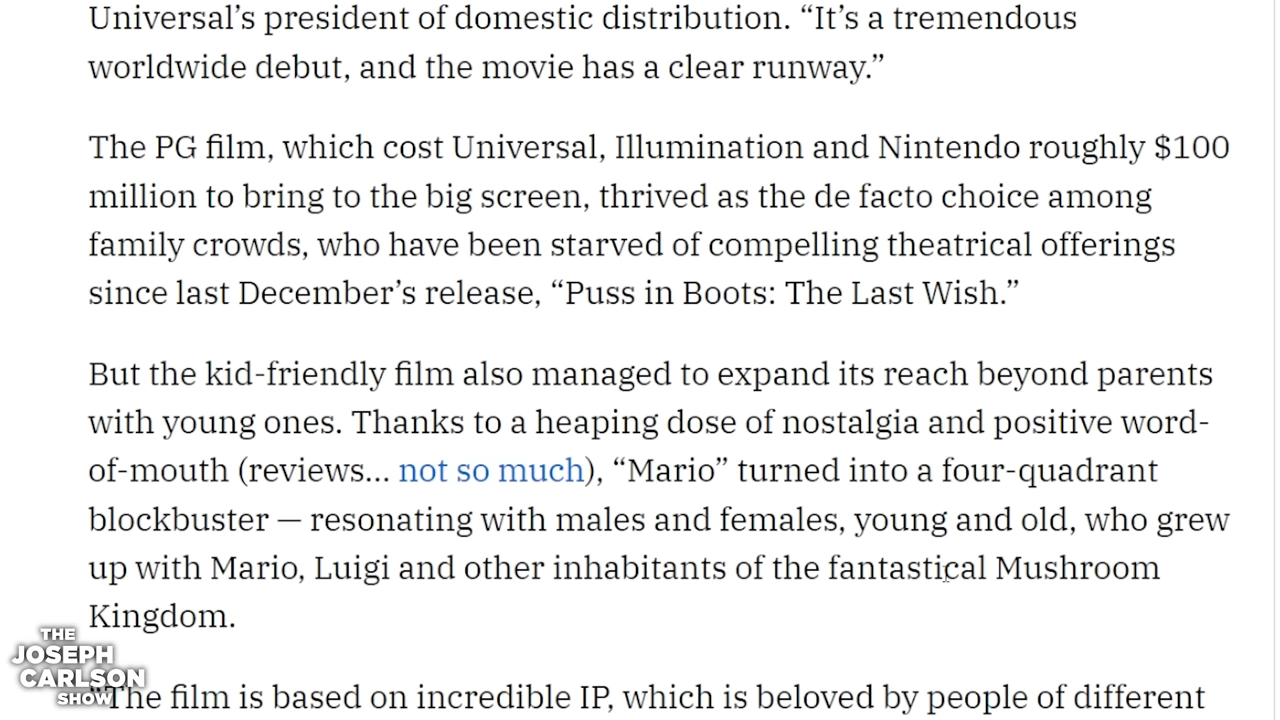 Universal’s president of domestic distribution. “It’s a tremendous
worldwide debut, and the movie has a clear runway.”
The PG film, which cost Universal, Illumination and Nintendo roughly $100
million to bring to the big screen, thrived as the de facto choice among
family crowds, who have been starved of compelling theatrical offerings
since last December’s release, “Puss in Boots: The Last Wish.”
But the kid-friendly film also managed to expand its reach beyond parents
with young ones. Thanks to a heaping dose of nostalgia and positive word-
of-mouth (reviews… not so much), “Mario” turned into a four-quadrant
blockbuster — resonating with males and females, young and old, who grew
up with Mario, Luigi and other inhabitants of the fantastical Mushroom
Kingdom.
“The film is based on incredible IP, which is beloved by people of different
THE
JOSEPH
CARLSON
SHOW